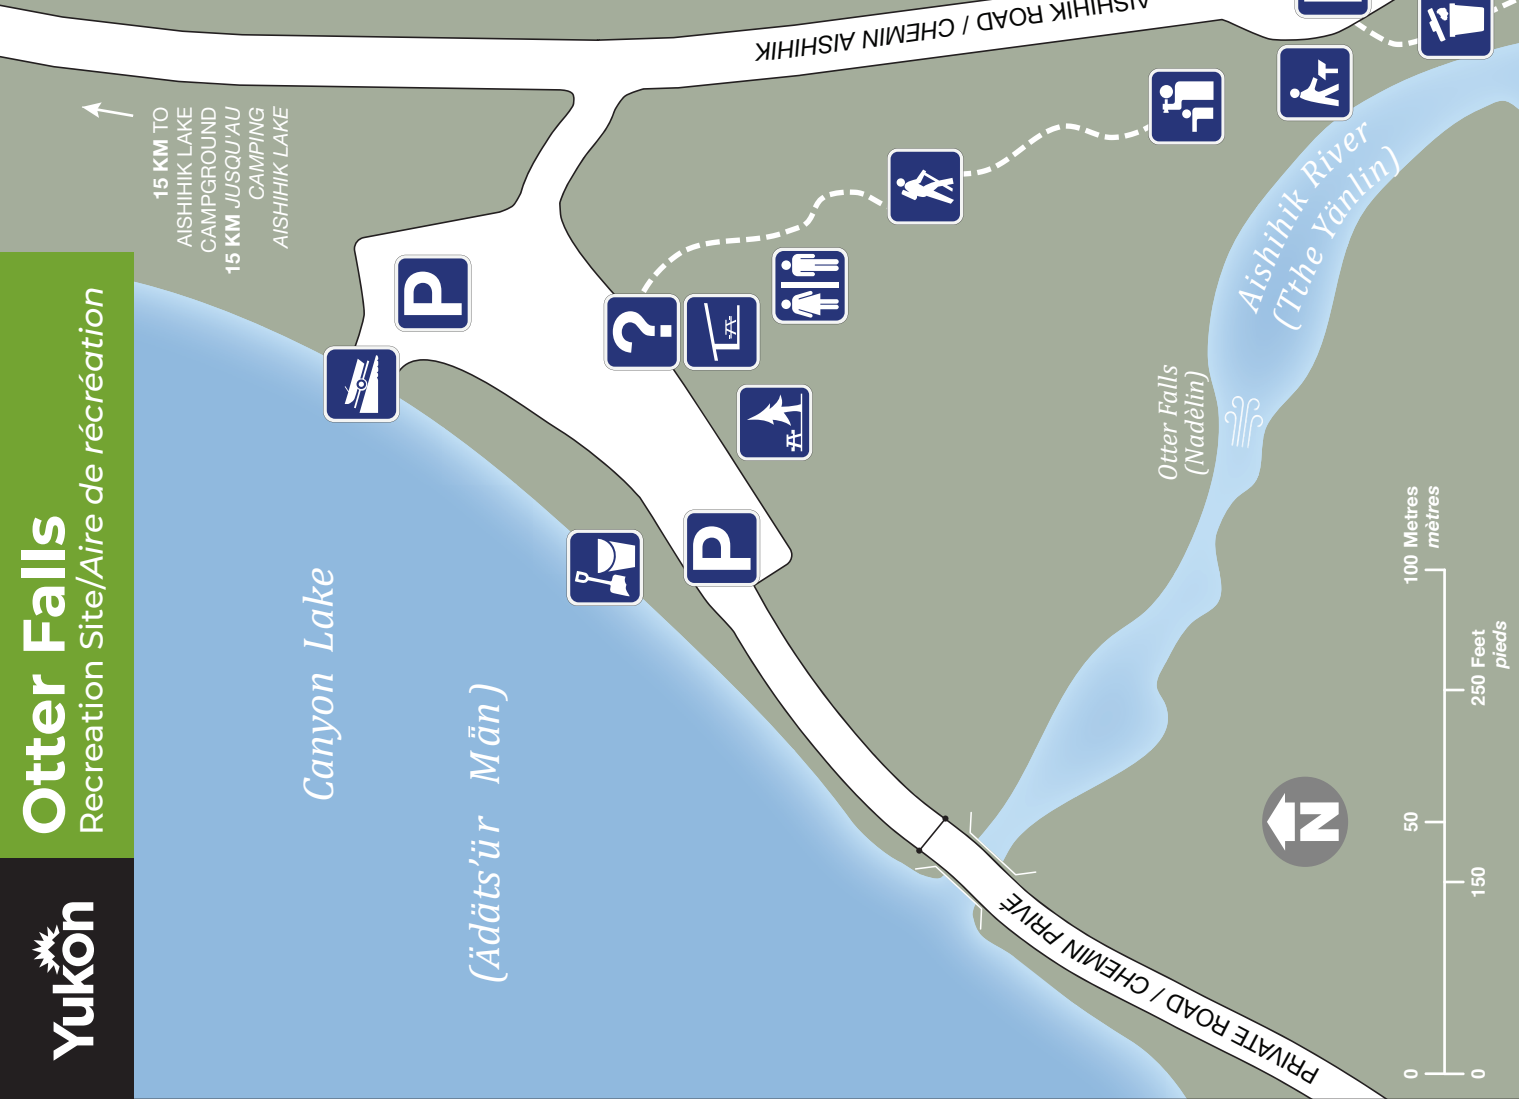 Yukon
Otter Falls
Recreation Site/Aire de récréation
15 KM TO
AISHIHIK LAKE
CAMPGROUND
15 KM JUSQU'AU
CAMPING
AISHIHIK LAKE
AISHIHIK ROAD / CHEMIN AISHIHIK
P
?
P
Canyon Lake
(Ädäts'ür Män)
Otter Falls
(Nadèlin)
Aishihik River
(Tthe Yänlin)
PRIVATE ROAD / CHEMIN PRIVÉ
N
0 50 100 Metres
mètres
0 150 250 Feet
pieds